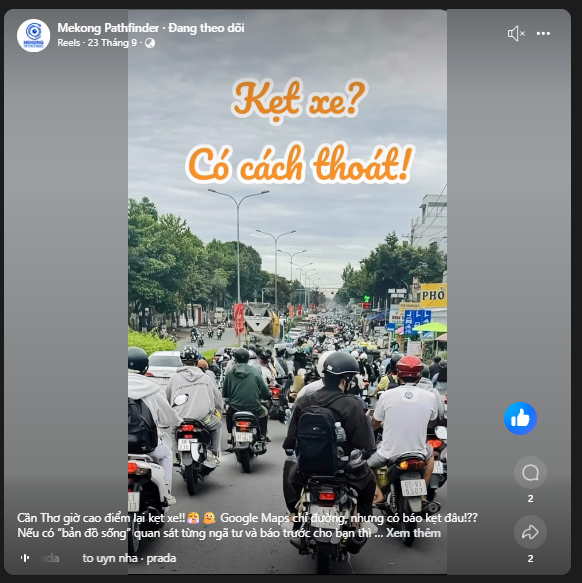 Mekong Pathfinder · Đang theo dõi
Reels · 23 Tháng 9 ·
MEKONG
Kẹt xe?
Có cách thoát!
PHỞ
Cần Thơ giờ cao điểm lại kẹt xe!! Google Maps chỉ đường, nhưng có báo kẹt đâu!??
Nếu có "bản đồ sống" quan sát từng ngã tư và báo trước cho bạn thì ... Xem thêm
to uyn nha · prada
2
2